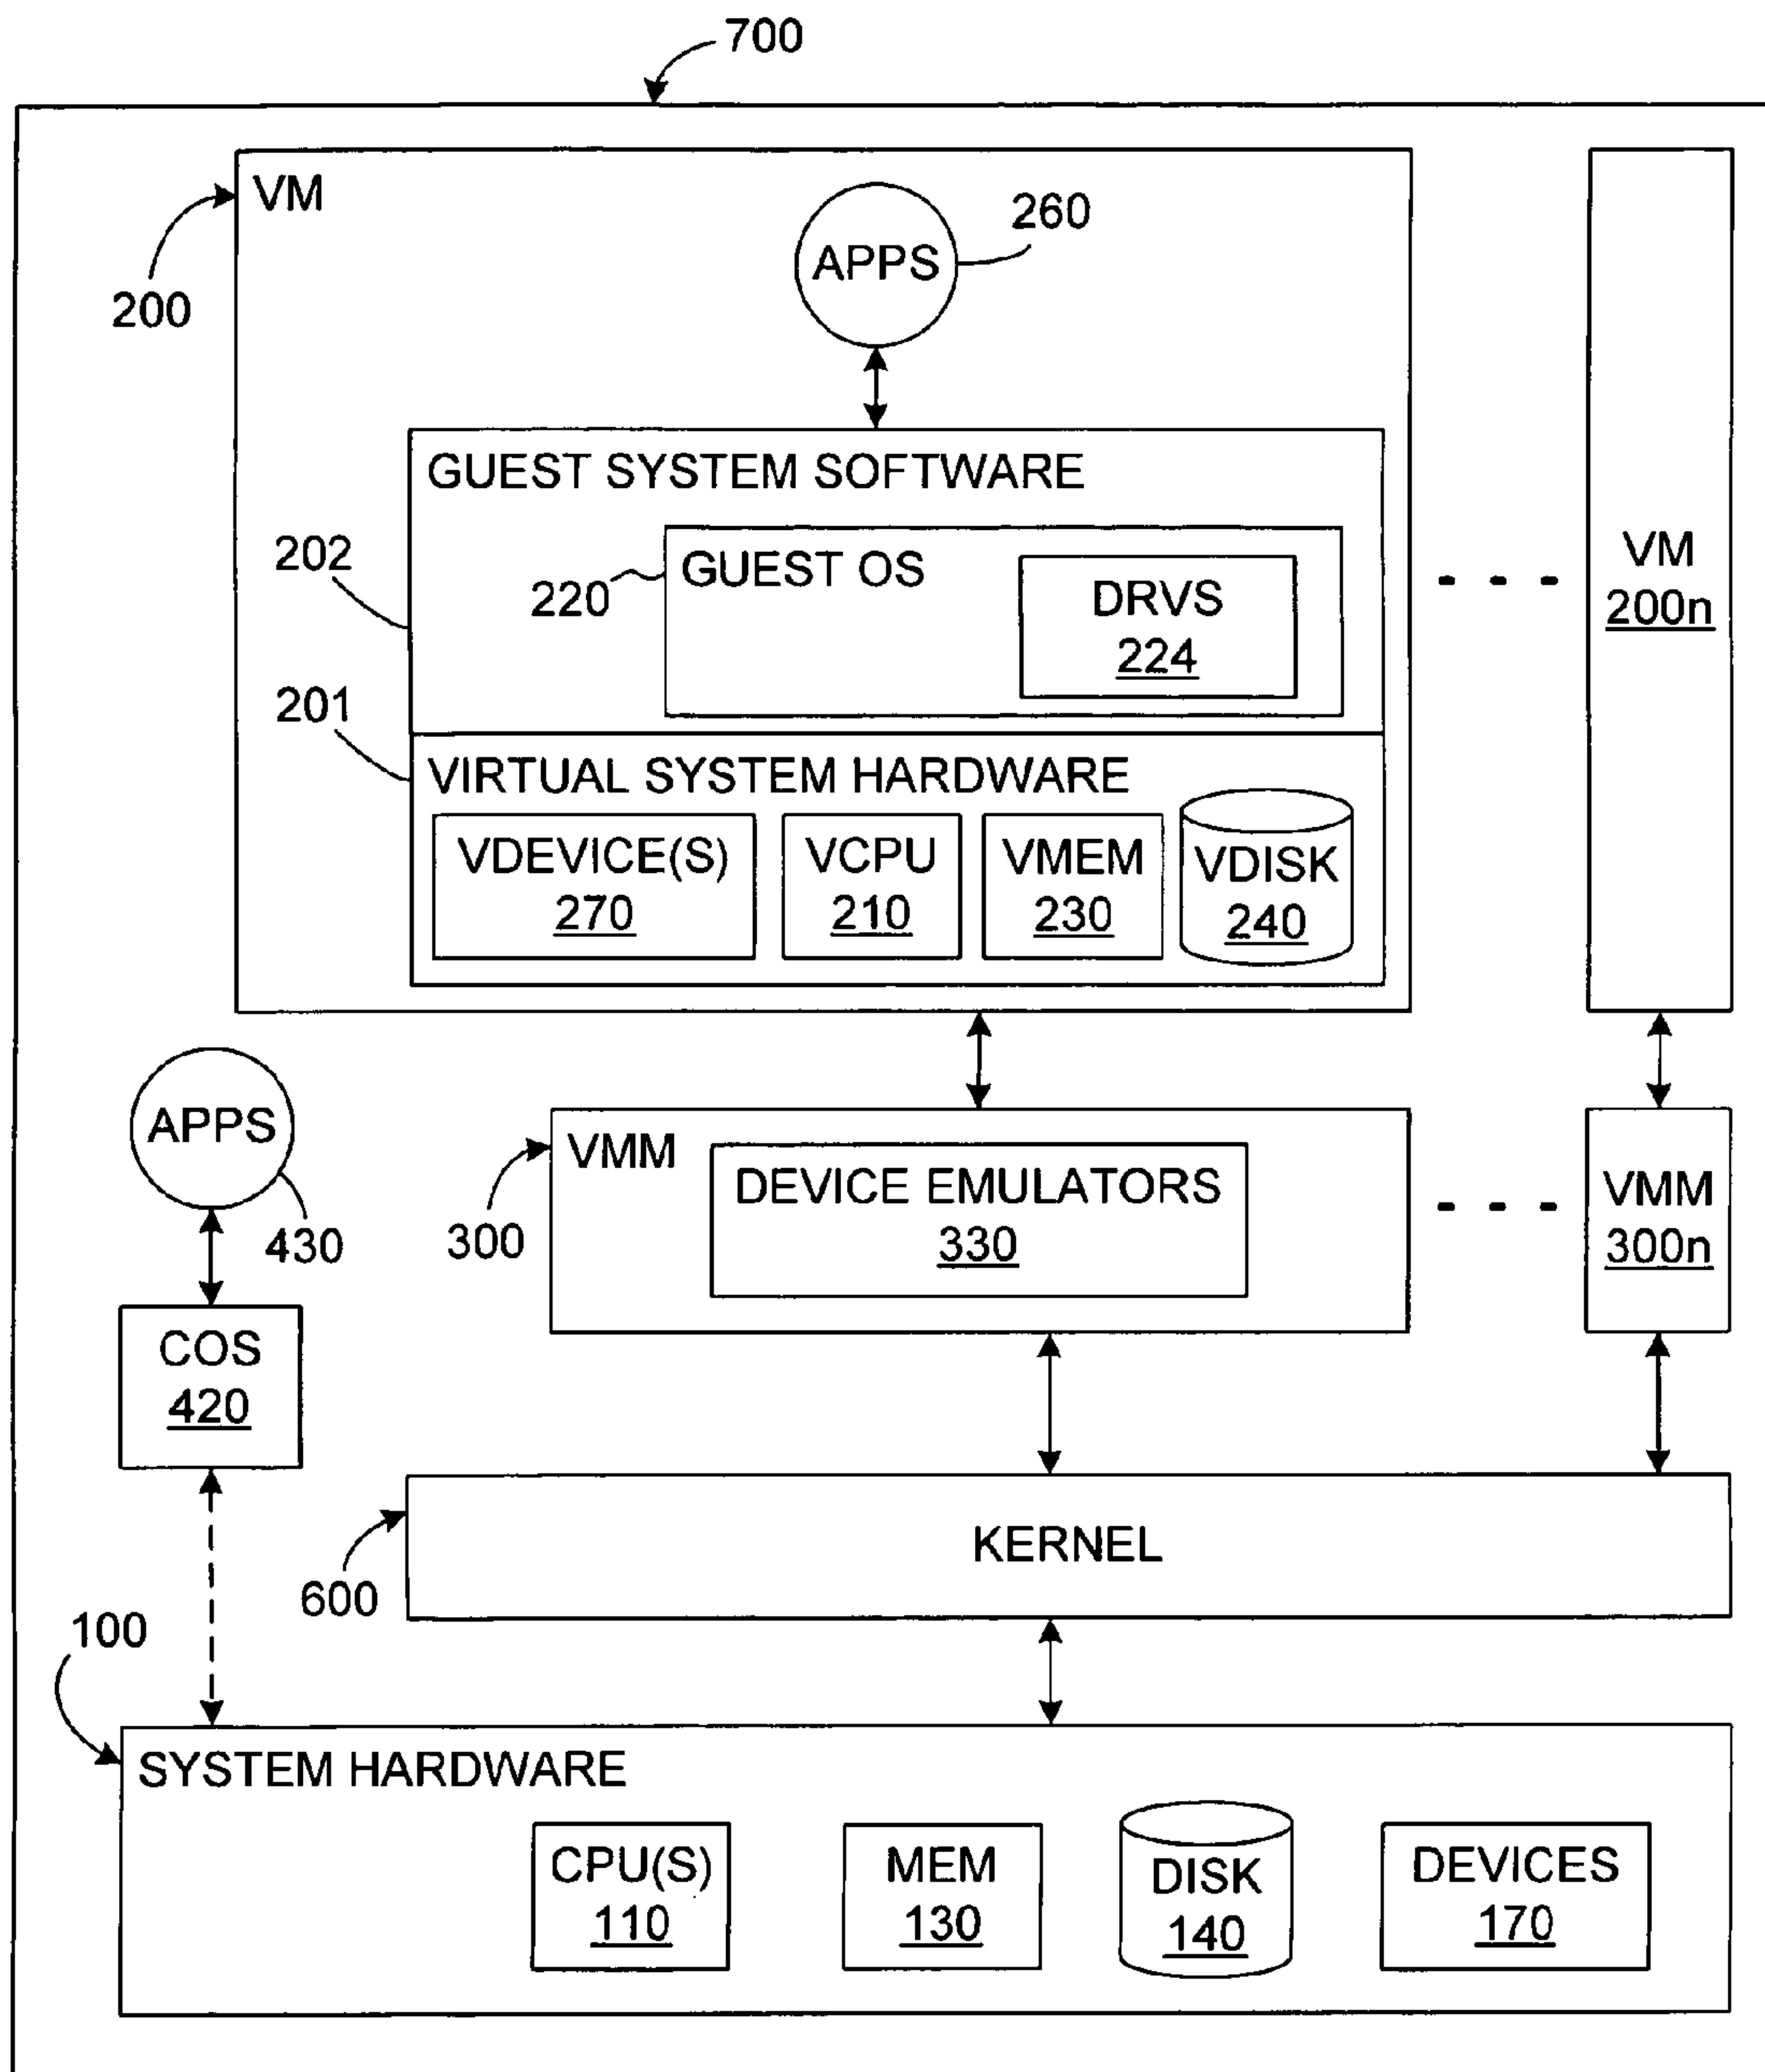 700
VM
200
APPS
260
GUEST SYSTEM SOFTWARE
202
GUEST OS
220
DRVS
224
VM
200n
201
VIRTUAL SYSTEM HARDWARE
VDEVICE(S)
270
VCPU
210
VMEM
230
VDISK
240
APPS
430
VMM
300
DEVICE EMULATORS
330
VMM
300n
COS
420
KERNEL
600
100
SYSTEM HARDWARE
CPU(S)
110
MEM
130
DISK
140
DEVICES
170